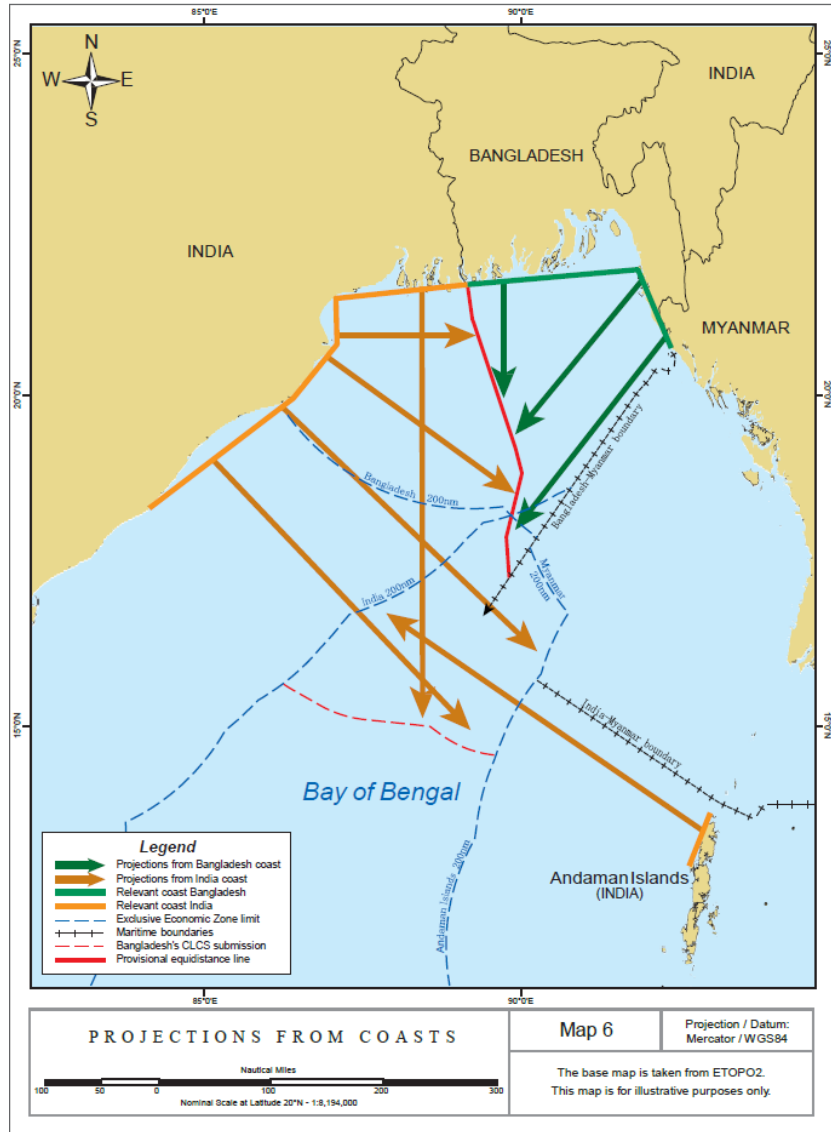 85°0'E 90°0'E
25°0'N 25°0'N
N
W E
S
INDIA
BANGLADESH
INDIA
MYANMAR
20°0'N 20°0'N
Bangladesh 200nm
Bangladesh-Myanmar boundary
India 200nm
Myanmar
200nm
15°0'N 15°0'N
India-Myanmar boundary
Bay of Bengal
Andaman Islands
(INDIA)
Andaman Islands 200nm
Legend
Projections from Bangladesh coast
Projections from India coast
Relevant coast Bangladesh
Relevant coast India
Exclusive Economic Zone limit
Maritime boundaries
Bangladesh's CLCS submission
Provisional equidistance line
85°0'E 90°0'E
PROJECTIONS FROM COASTS
Nautical Miles
100 50 0 100 200 300
Nominal Scale at Latitude 20°N - 1:8,194,000
Map 6
Projection / Datum:
Mercator / WGS84
The base map is taken from ETOPO2.
This map is for illustrative purposes only.